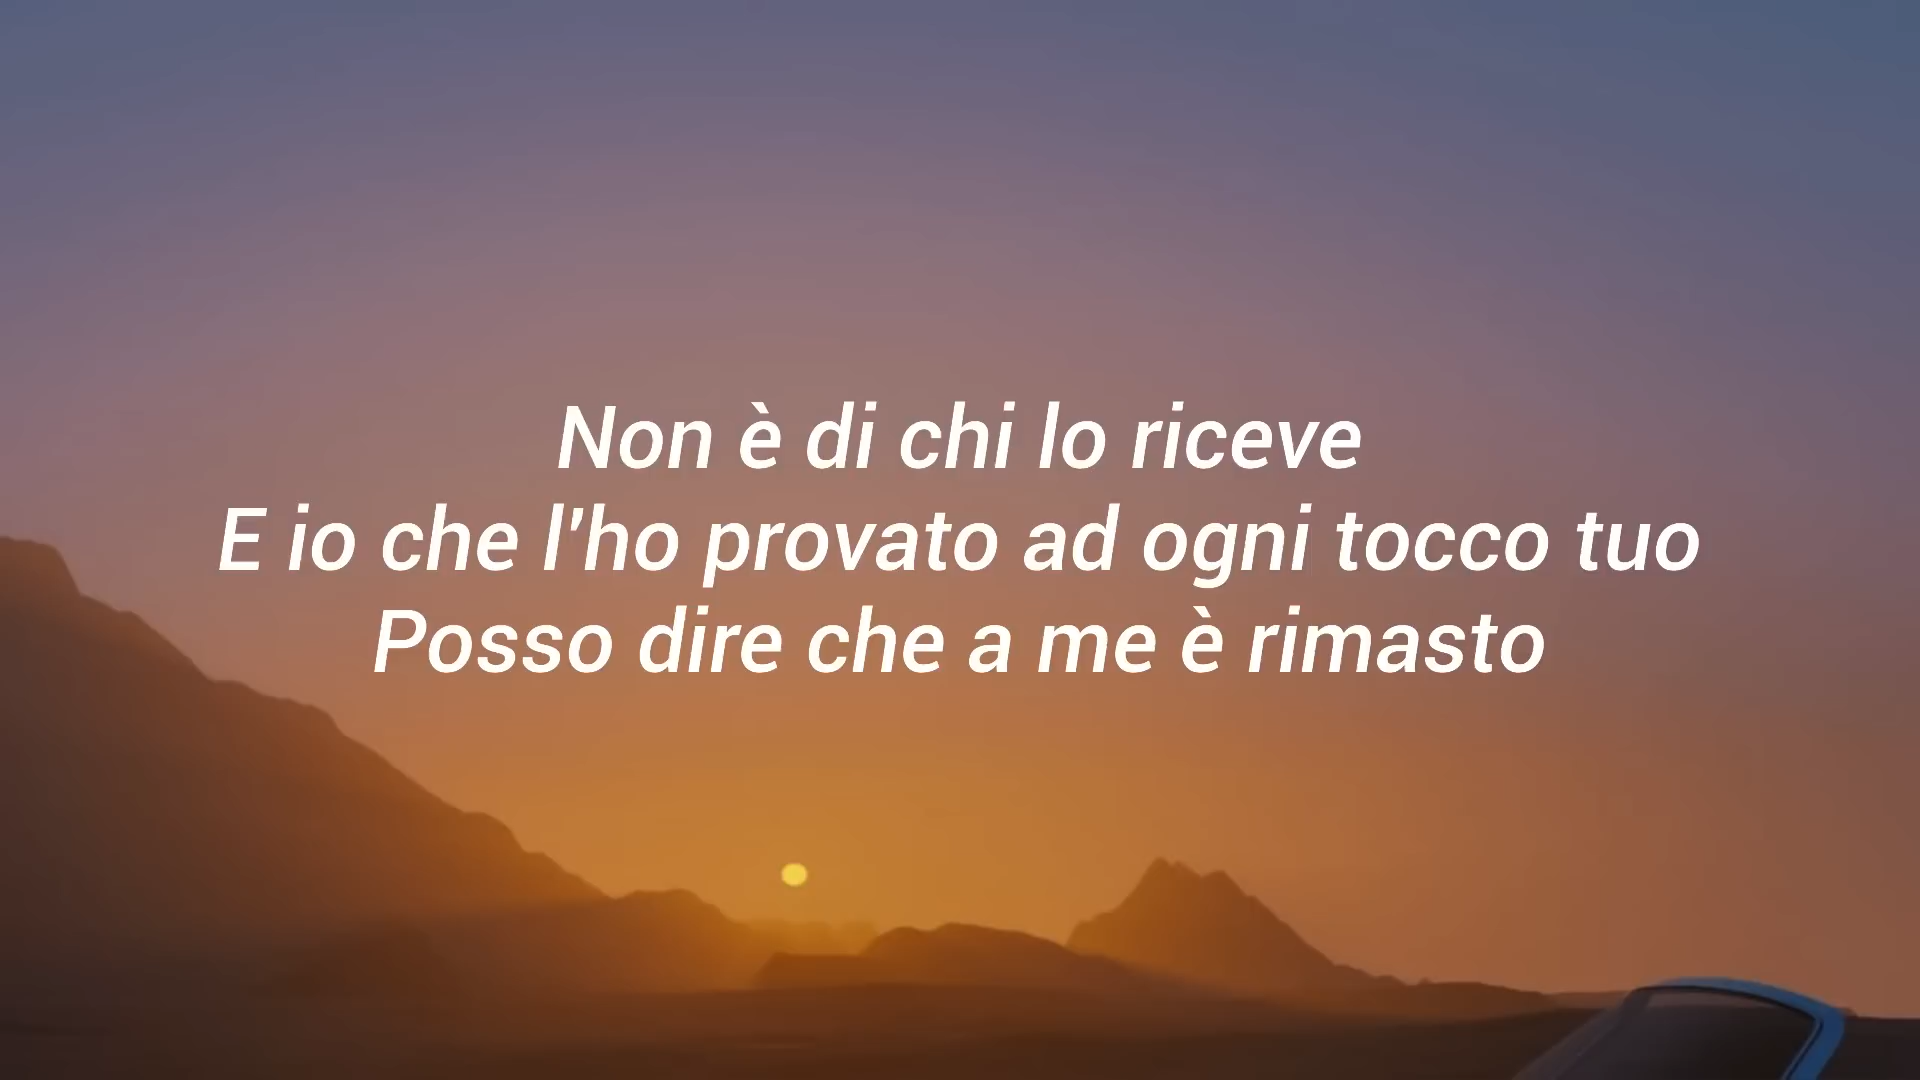 Non è di chi lo riceve
E io che l'ho provato ad ogni tocco tuo
Posso dire che a me è rimasto